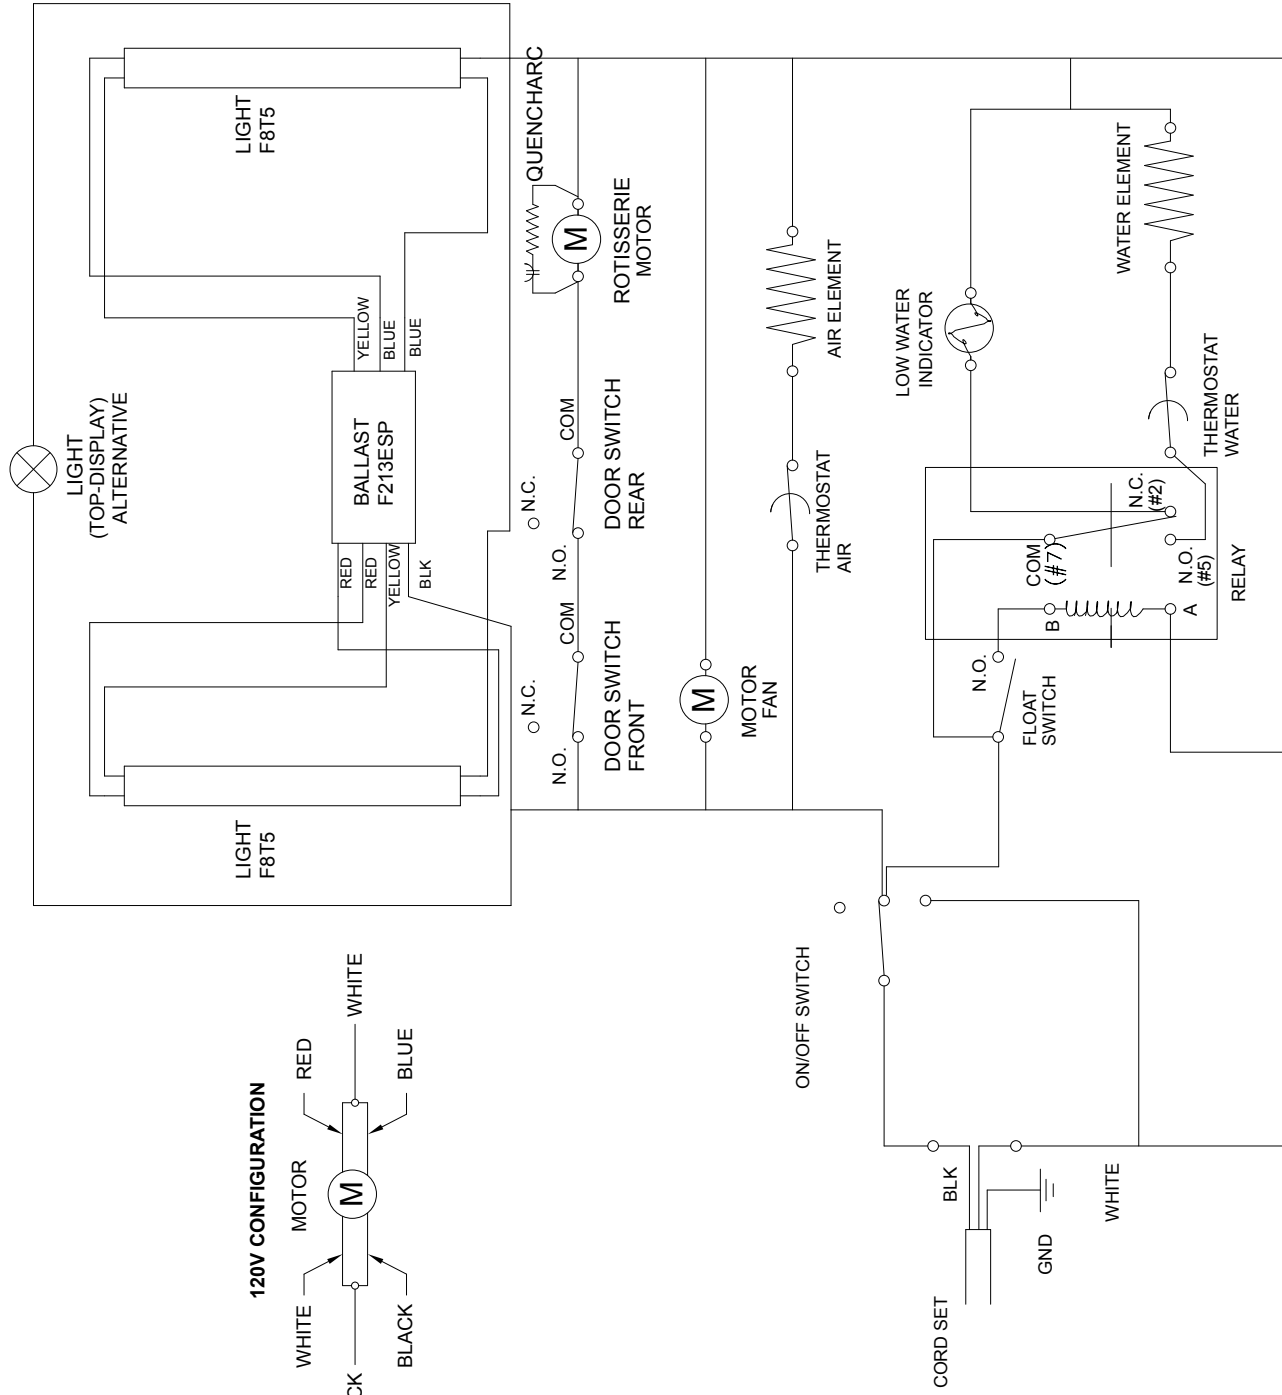 LIGHT
F8T5
LIGHT
(TOP-DISPLAY)
ALTERNATIVE
LIGHT
F8T5
BALLAST
F213ESP
YELLOW
BLUE
BLUE
RED
RED
YELLOW
BLK
QUENCHARC
M
ROTISSERIE
MOTOR
COM
N.C.
N.O.
DOOR SWITCH
REAR
COM
N.C.
N.O.
DOOR SWITCH
FRONT
M
MOTOR
FAN
AIR ELEMENT
THERMOSTAT
AIR
LOW WATER
INDICATOR
WATER ELEMENT
THERMOSTAT
WATER
N.C.
(#2)
COM
(#7)
N.O.
(#5)
RELAY
B
A
N.O.
FLOAT
SWITCH
ON/OFF SWITCH
BLK
WHITE
GND
CORD SET
120V CONFIGURATION
MOTOR
M
WHITE
RED
BLUE
WHITE
BLACK
CK